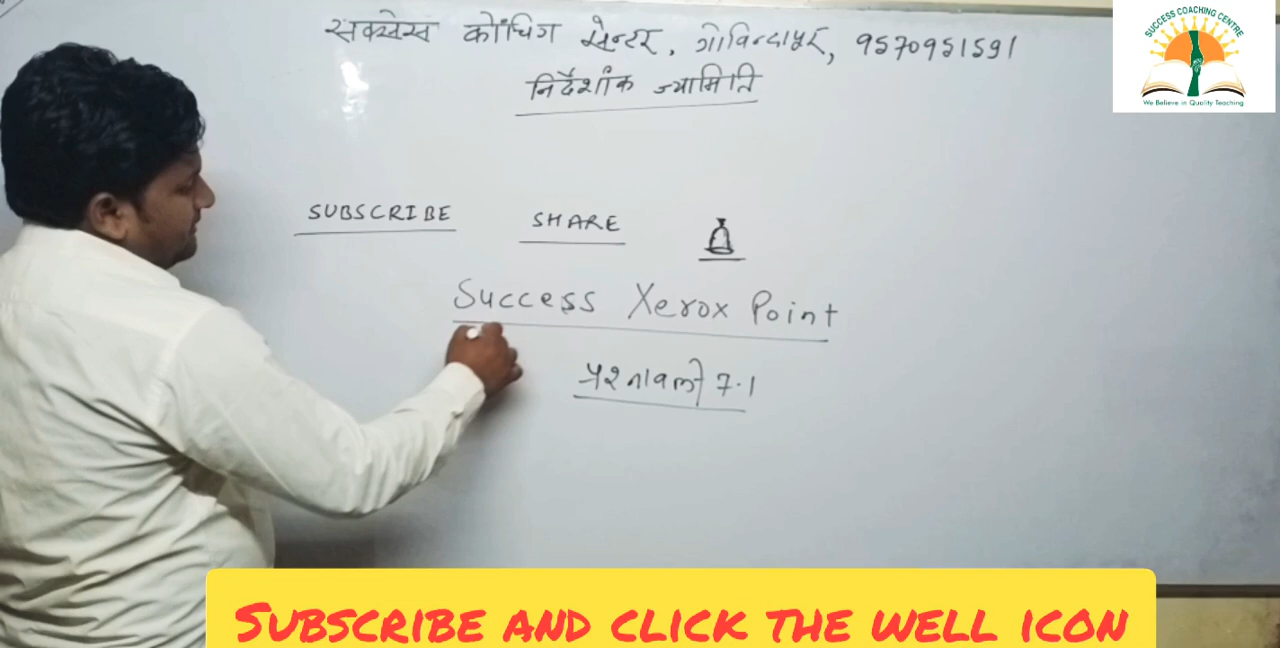 सक्सेस कोचिंग सेन्टर, गोविन्दापुर, 9570951591
निर्देशांक ज्यामिति
SUCCESS COACHING CENTRE
We Believe in Quality Teaching
SUBSCRIBE SHARE
Success Xerox Point
प्रश्नावली 7.1
SUBSCRIBE AND CLICK THE WELL ICON